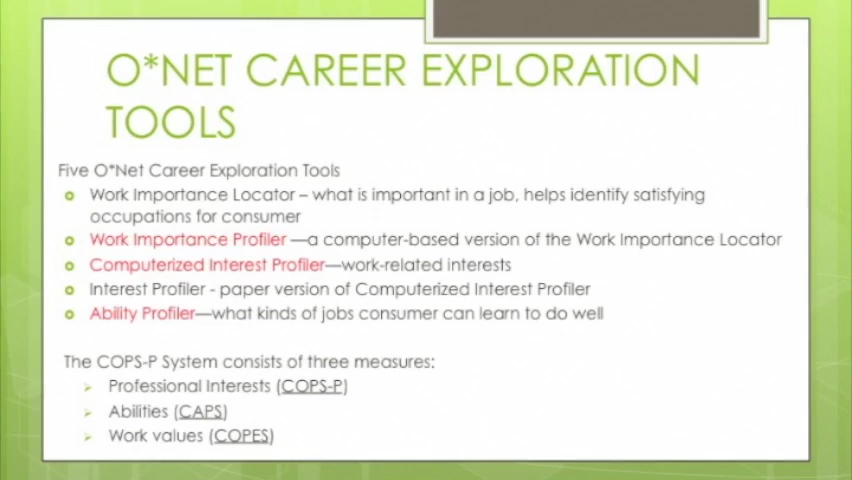 O*NET CAREER EXPLORATION
TOOLS
Five O*Net Career Exploration Tools
Work Importance Locator – what is important in a job, helps identify satisfying
occupations for consumer
Work Importance Profiler —a computer-based version of the Work Importance Locator
Computerized Interest Profiler—work-related interests
Interest Profiler - paper version of Computerized Interest Profiler
Ability Profiler—what kinds of jobs consumer can learn to do well
The COPS-P System consists of three measures:
Professional Interests (COPS-P)
Abilities (CAPS)
Work values (COPES)